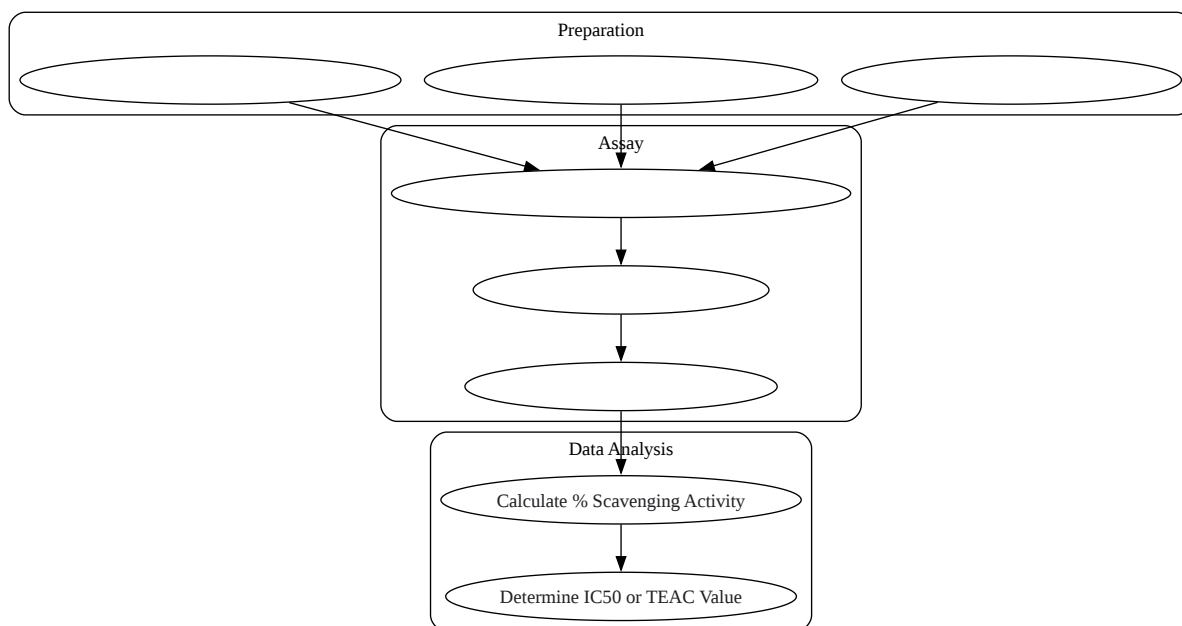 Preparation
Assay
Data Analysis
Calculate % Scavenging Activity
Determine IC50 or TEAC Value